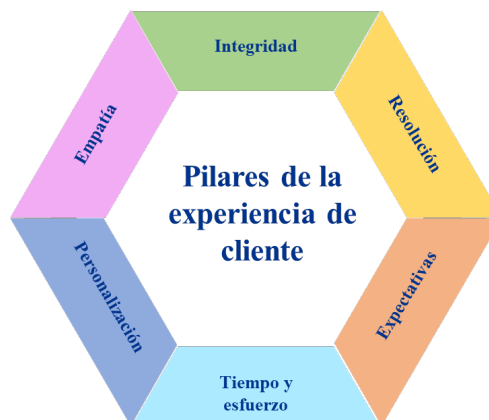 Integridad
Empatía
Resolución
Pilares de la
experiencia de
cliente
Personalización
Expectativas
Tiempo y
esfuerzo